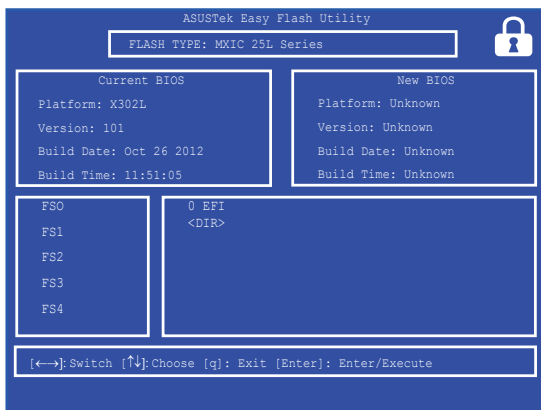 ASUSTek Easy Flash Utility
FLASH TYPE: MXIC 25L Series
Current BIOS
Platform: X302L
Version: 101
Build Date: Oct 26 2012
Build Time: 11:51:05
New BIOS
Platform: Unknown
Version: Unknown
Build Date: Unknown
Build Time: Unknown
FSO
FS1
FS2
FS3
FS4
0 EFI
<DIR>
[←→]: Switch [↑↓]: Choose [q]: Exit [Enter]: Enter/Execute